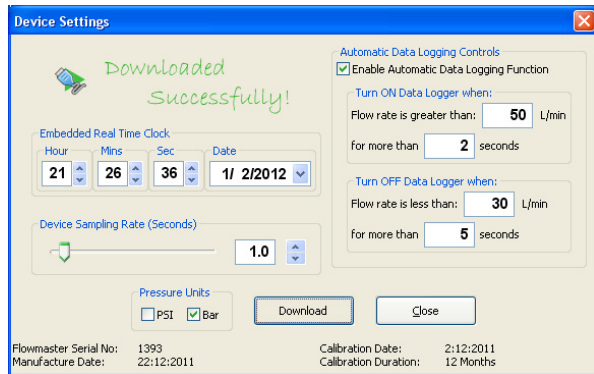 Device Settings
Downloaded
Successfully!
Embedded Real Time Clock
Hour Mins Sec Date
21 26 36 1/ 2/2012
Device Sampling Rate (Seconds)
1.0
Automatic Data Logging Controls
Enable Automatic Data Logging Function
Turn ON Data Logger when:
Flow rate is greater than: 50 L/min
for more than 2 seconds
Turn OFF Data Logger when:
Flow rate is less than: 30 L/min
for more than 5 seconds
Pressure Units
PSI Bar
Download
Close
Flowmaster Serial No: 1393
Manufacture Date: 22:12:2011
Calibration Date: 2:12:2011
Calibration Duration: 12 Months